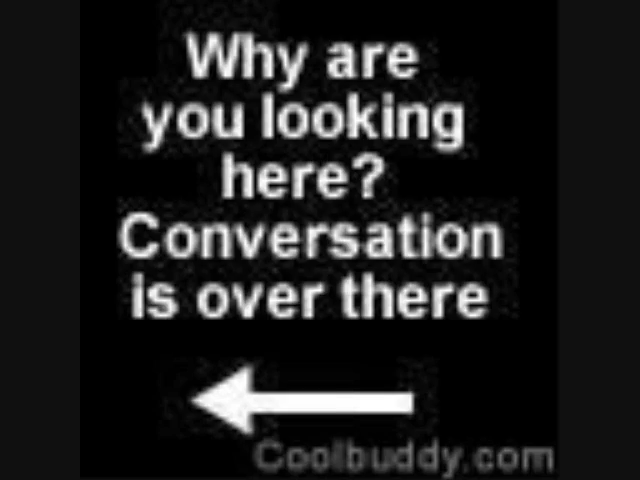 Why are
you looking
here?
Conversation
is over there
Coolbuddy.com